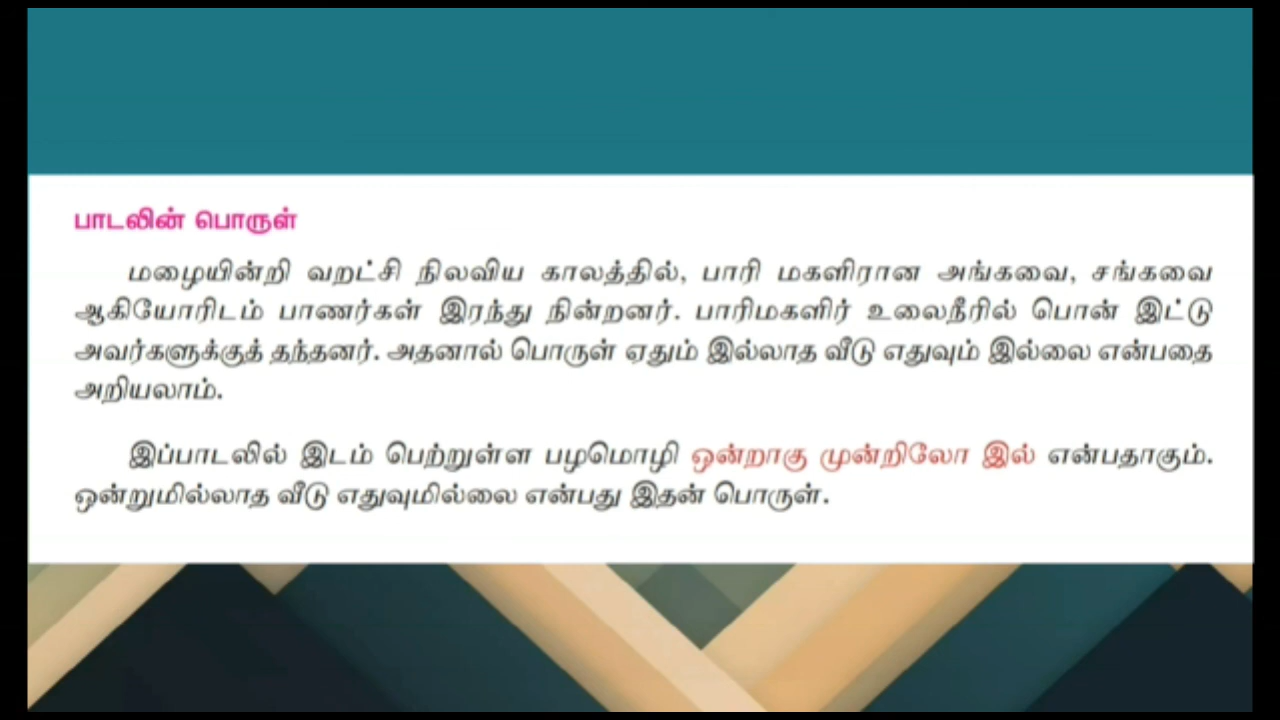 பாடலின் பொருள்
மழையின்றி வறட்சி நிலவிய காலத்தில், பாரி மகளிரான அங்கவை, சங்கவை
ஆகியோரிடம் பாணர்கள் இரந்து நின்றனர். பாரிமகளிர் உலைநீரில் பொன் இட்டு
அவர்களுக்குத் தந்தனர். அதனால் பொருள் ஏதும் இல்லாத வீடு எதுவும் இல்லை என்பதை
அறியலாம்.
இப்பாடலில் இடம் பெற்றுள்ள பழமொழி ஒன்றாகு முன்றிலோ இல் என்பதாகும்.
ஒன்றுமில்லாத வீடு எதுவுமில்லை என்பது இதன் பொருள்.